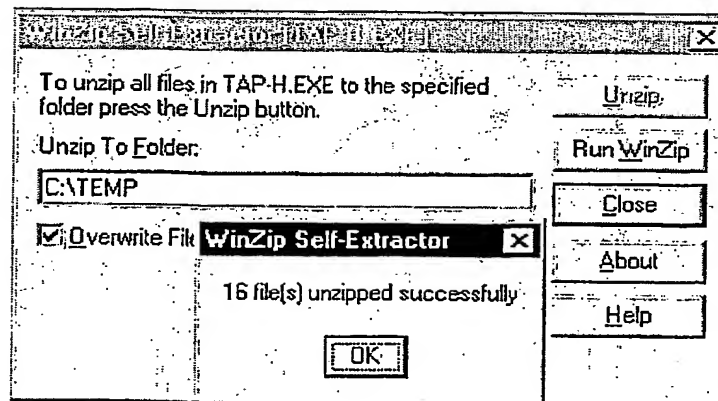 WinZip Self-Extractor [TAP-H.EXE]
To unzip all files in TAP-H.EXE to the specified
folder press the Unzip button.
Unzip To Folder:
C:\TEMP
Overwrite File
WinZip Self-Extractor
16 file(s) unzipped successfully
OK
Unzip
Run WinZip
Close
About
Help